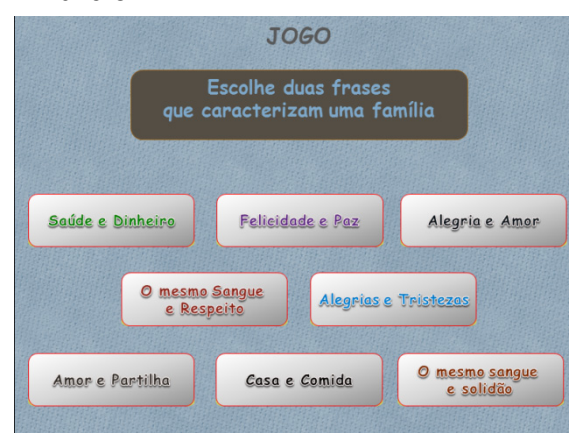 JOGO
Escolhe duas frases
que caracterizam uma família
Saúde e Dinheiro
Felicidade e Paz
Alegria e Amor
O mesmo Sangue
e Respeito
Alegrias e Tristezas
Amor e Partilha
Casa e Comida
O mesmo sangue
e solidão